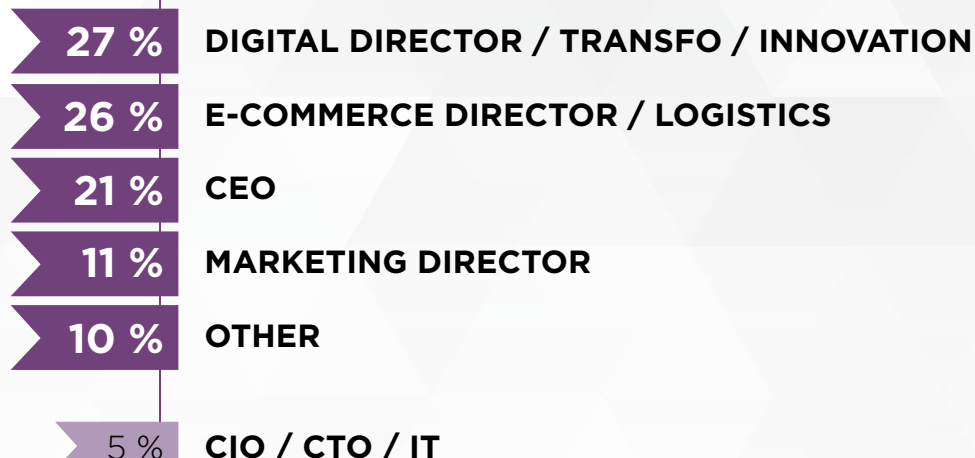 27 % DIGITAL DIRECTOR / TRANSFO / INNOVATION
26 % E-COMMERCE DIRECTOR / LOGISTICS
21 % CEO
11 % MARKETING DIRECTOR
10 % OTHER
5 % CIO / CTO / IT